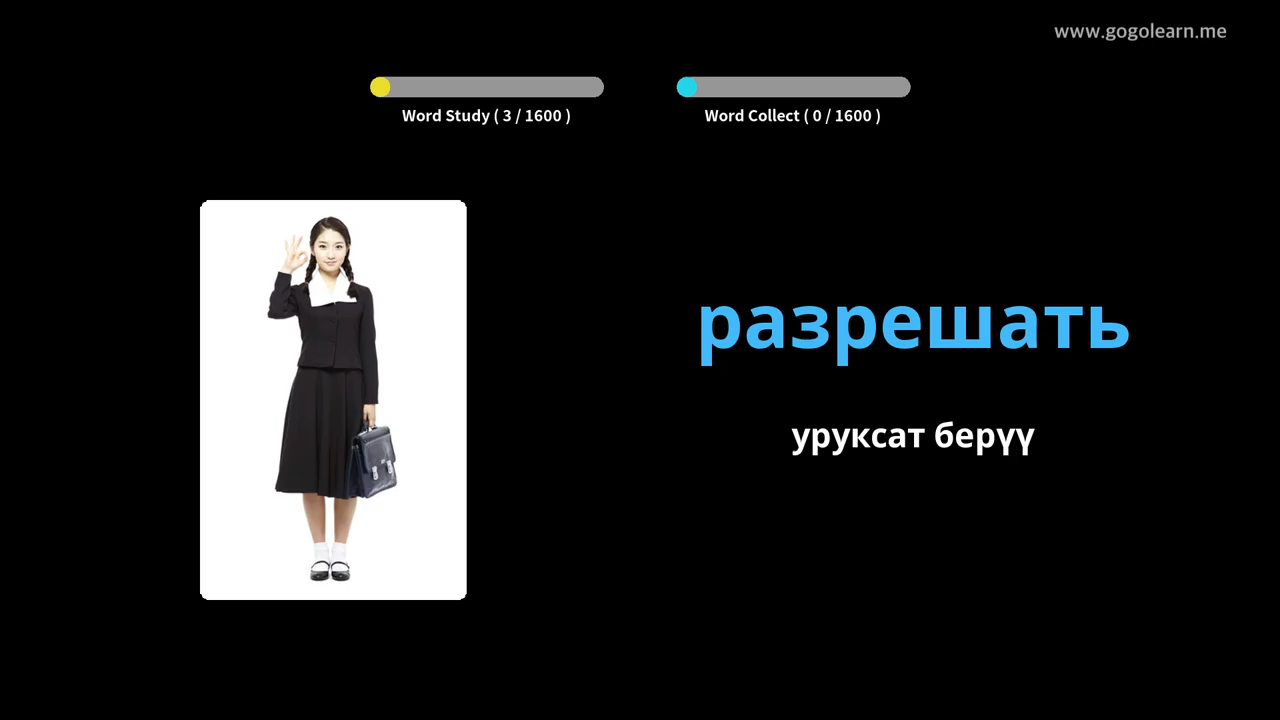 www.gogolearn.me
Word Study ( 3 / 1600 )
Word Collect ( 0 / 1600 )
разрешать
уруксат берүү